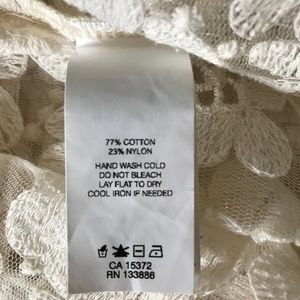 77% COTTON
23% NYLON
HAND WASH COLD
DO NOT BLEACH
LAY FLAT TO DRY
COOL IRON IF NEEDED
CA 15372
RN 133886